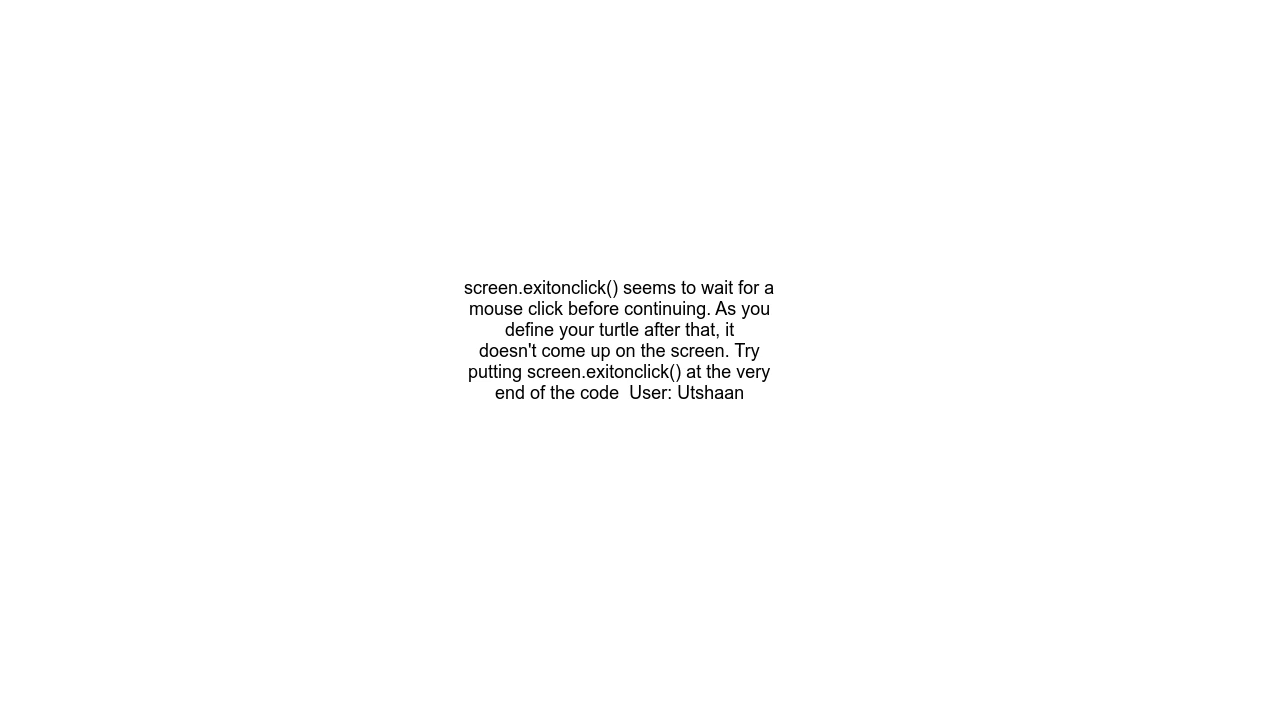 screen.exitonclick() seems to wait for a
mouse click before continuing. As you
define your turtle after that, it
doesn't come up on the screen. Try
putting screen.exitonclick() at the very
end of the code  User: Utshaan